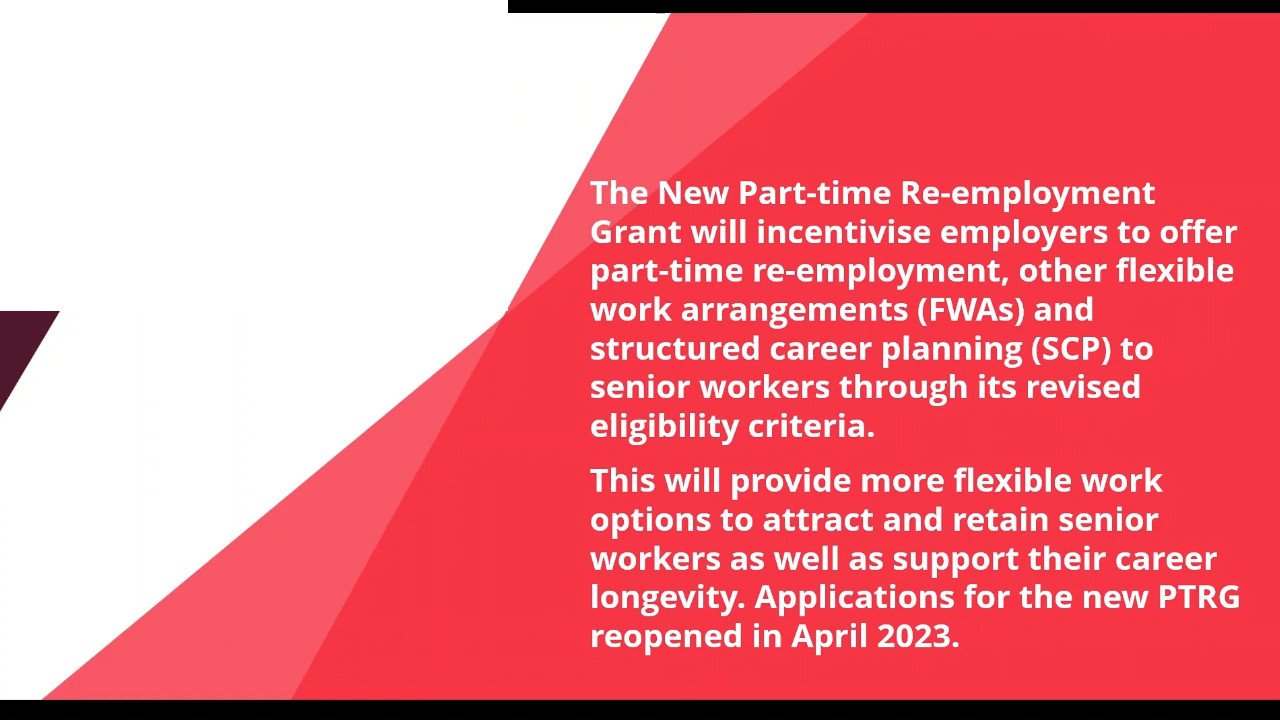 The New Part-time Re-employment
Grant will incentivise employers to offer
part-time re-employment, other flexible
work arrangements (FWAs) and
structured career planning (SCP) to
senior workers through its revised
eligibility criteria.
This will provide more flexible work
options to attract and retain senior
workers as well as support their career
longevity. Applications for the new PTRG
reopened in April 2023.